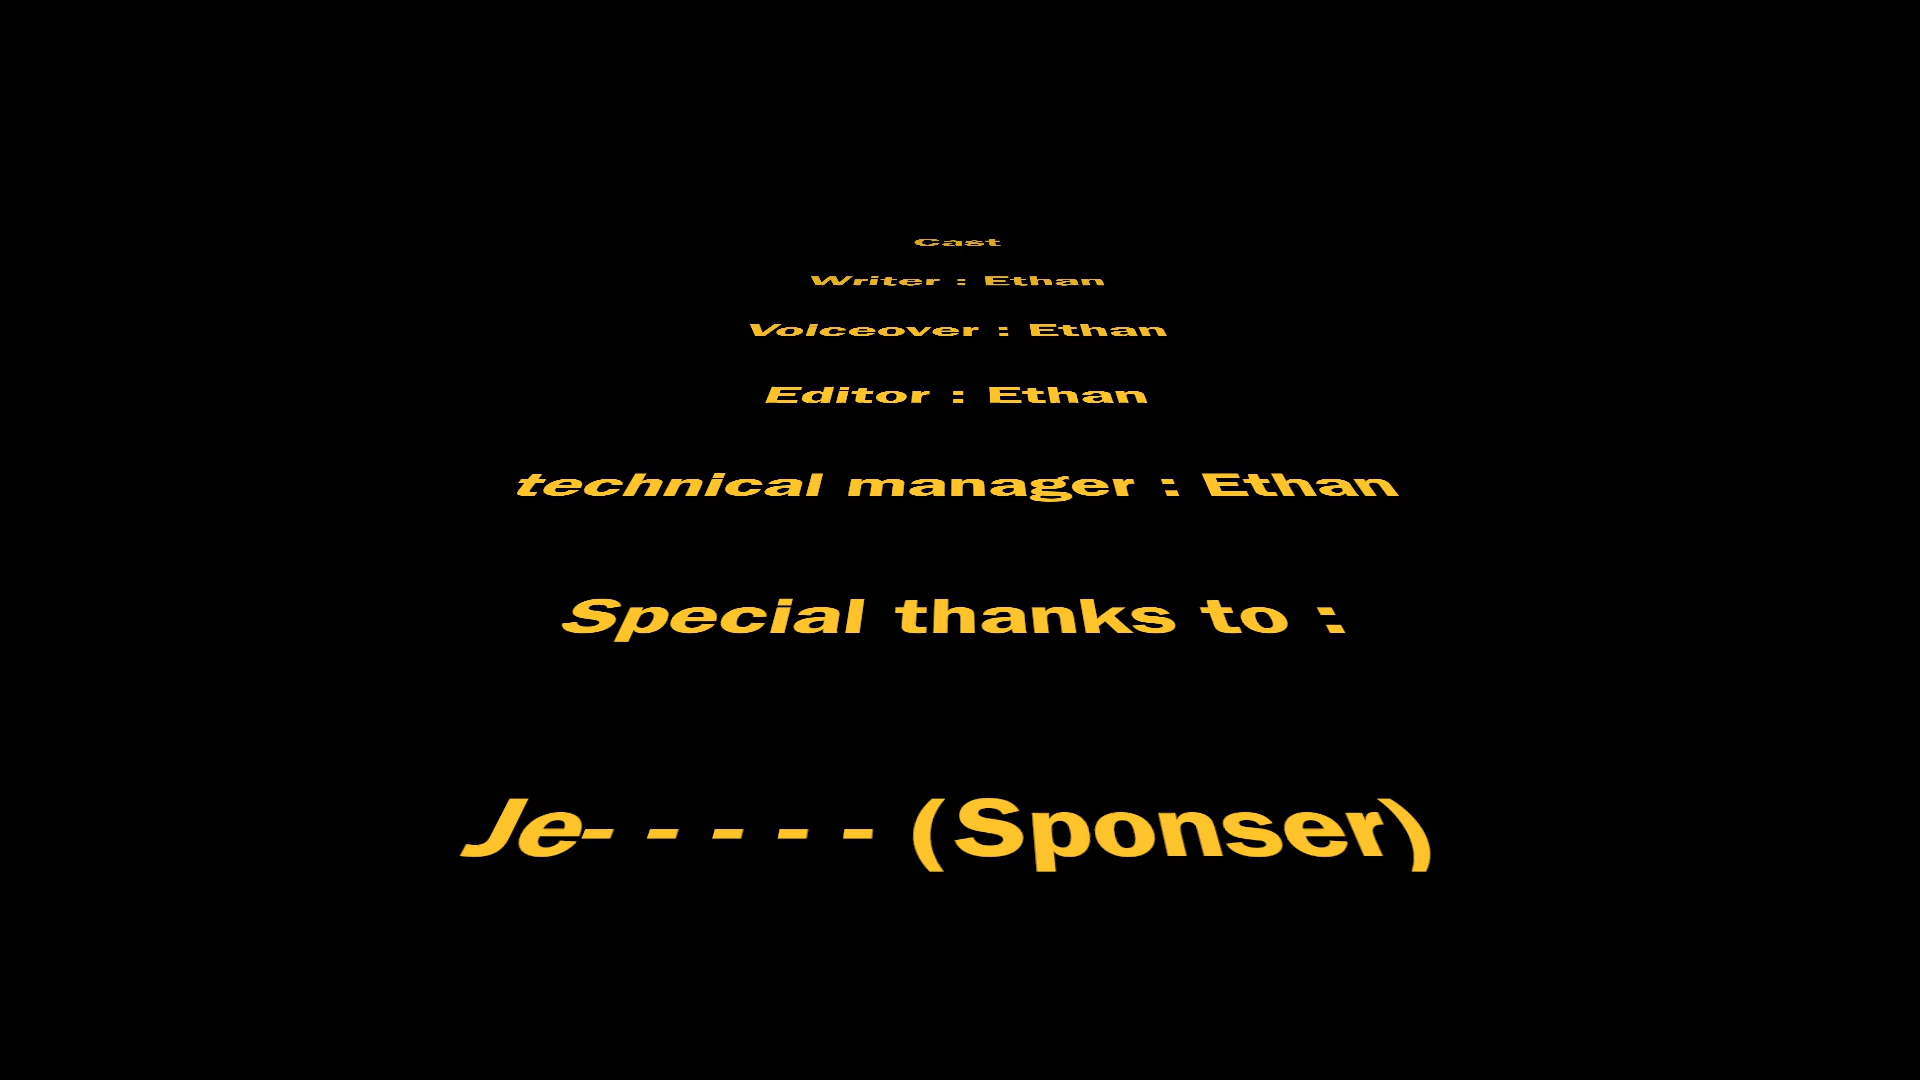 Cast
Writer : Ethan
Voiceover : Ethan
Editor : Ethan
technical manager : Ethan
Special thanks to :
Je- - - - - (Sponser)